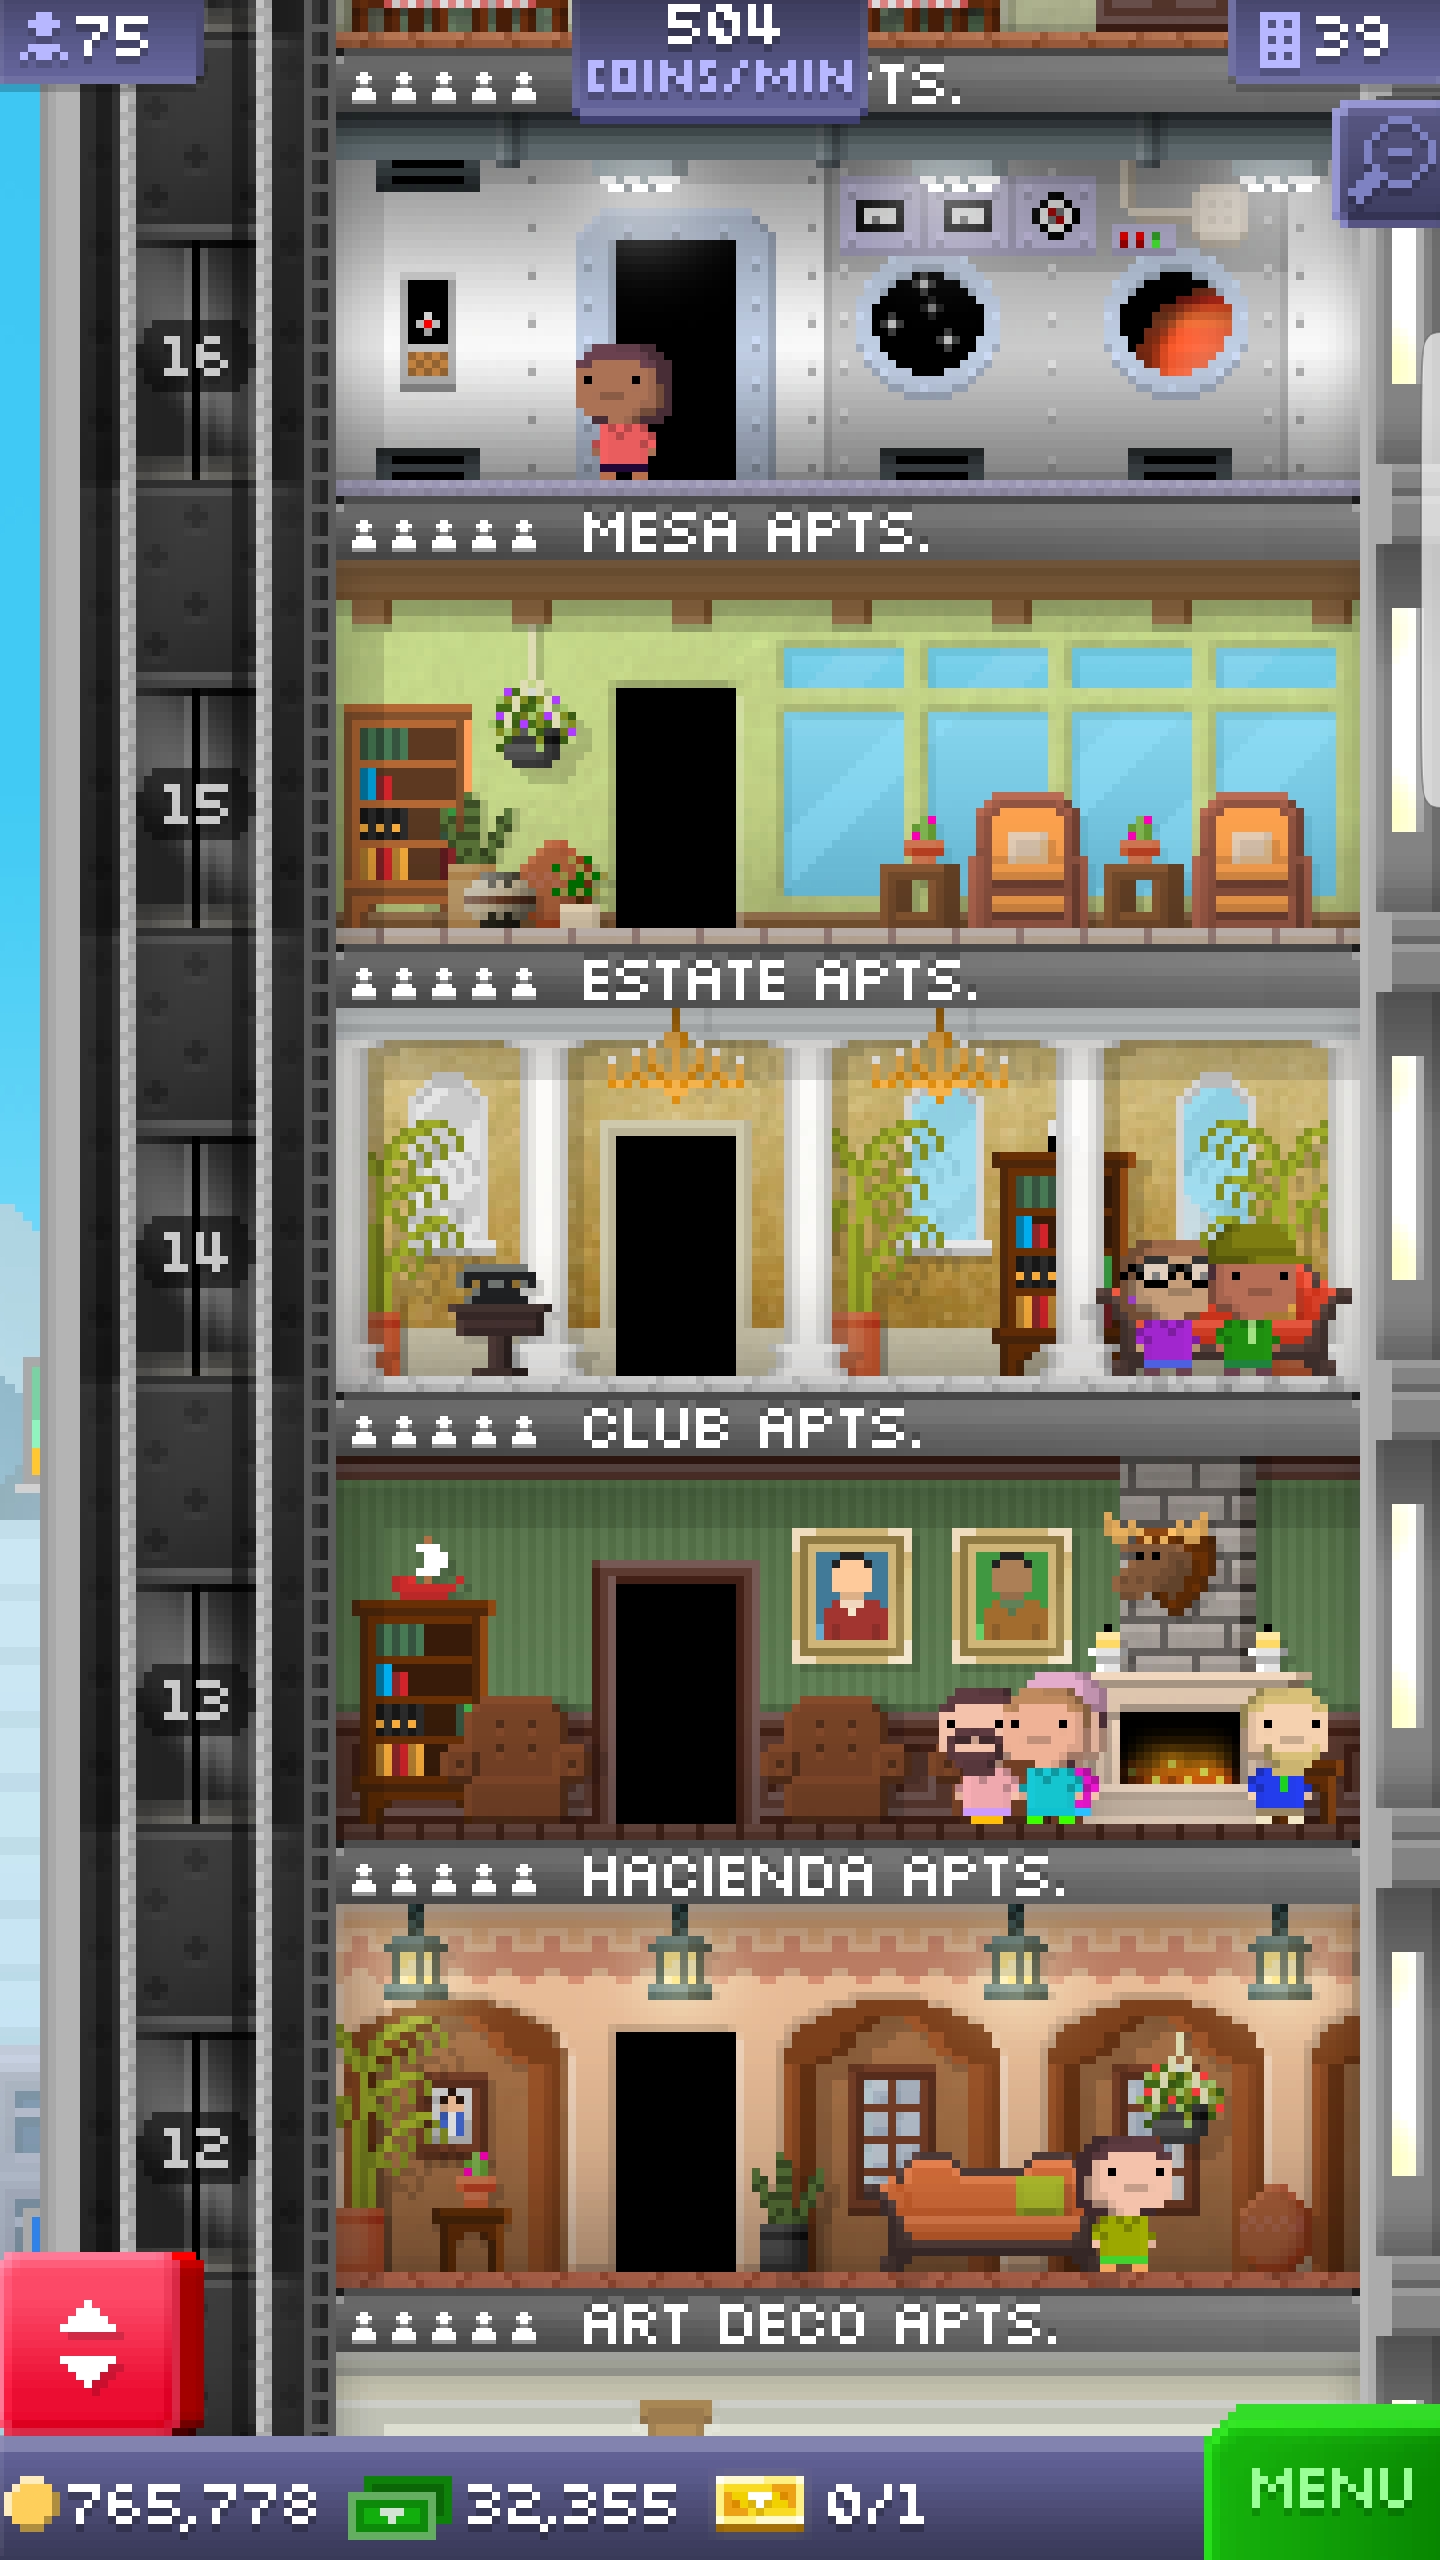 75
504
COINS/MIN
39
PTS.
16
MESA APTS.
15
ESTATE APTS.
14
CLUB APTS.
13
HACIENDA APTS.
12
ART DECO APTS.
765,778
32,355
0/1
MENU